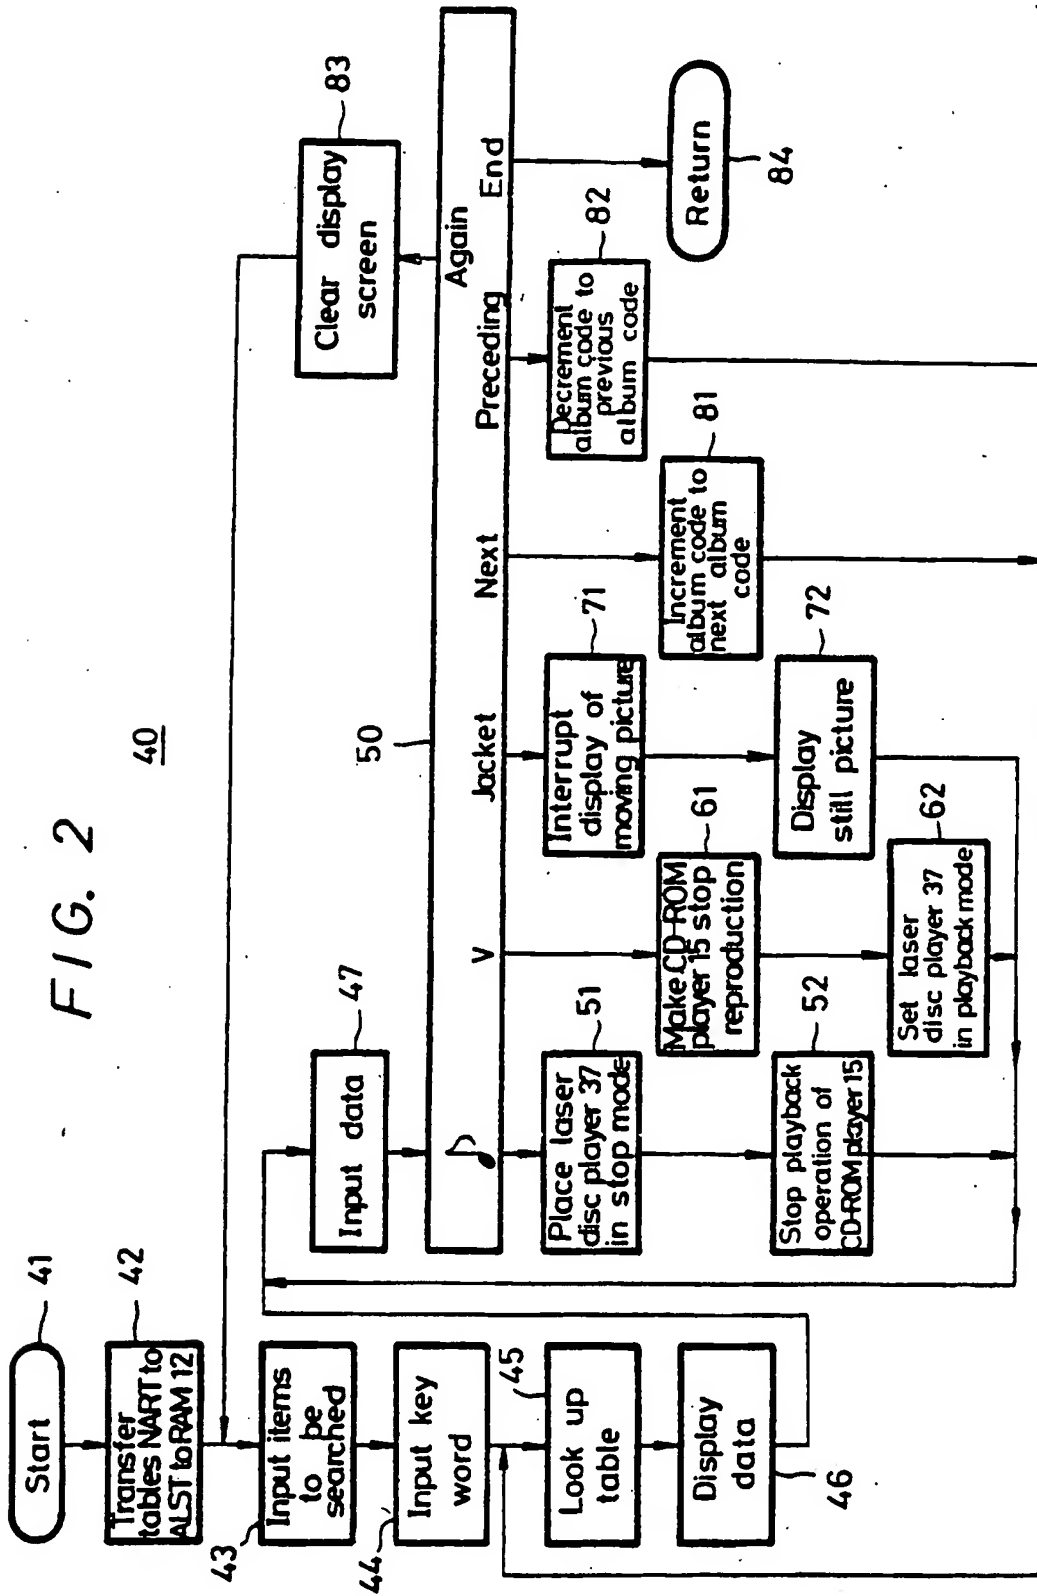 FIG. 2
40
Start
41
Transfer
tables NART to
ALST to RAM 12
42
Input items
to be
searched
43
Input key
word
44
Look up
table
45
Display
data
46
Input data
47
50
♪
V
Jacket
Next
Preceding
Again
End
Place laser
disc player 37
in stop mode
51
Stop playback
operation of
CD-ROM player 15
52
Make CD-ROM
player 15 stop
reproduction
61
Set laser
disc player 37
in playback mode
62
Interrupt
display of
moving picture
71
Display
still picture
72
Increment
album code to
next album
code
81
Decrement
album code to
previous
album code
82
Clear display
screen
83
Return
84